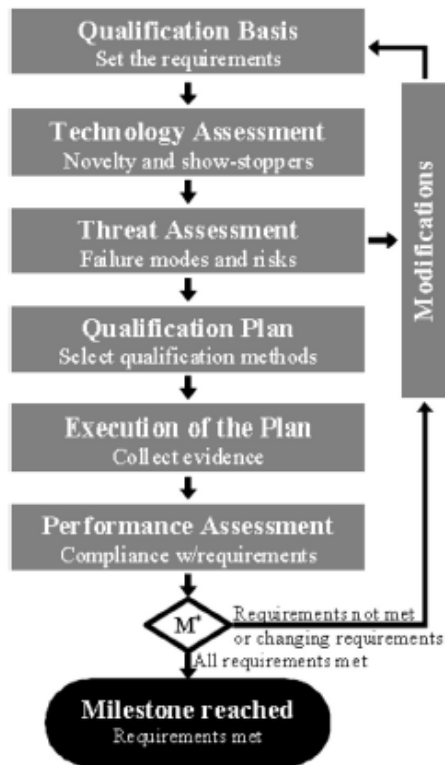 Qualification Basis
Set the requirements
Technology Assessment
Novelty and show-stoppers
Threat Assessment
Failure modes and risks
Modifications
Qualification Plan
Select qualification methods
Execution of the Plan
Collect evidence
Performance Assessment
Compliance w/requirements
M*
Requirements not met
or changing requirements
All requirements met
Milestone reached
Requirements met